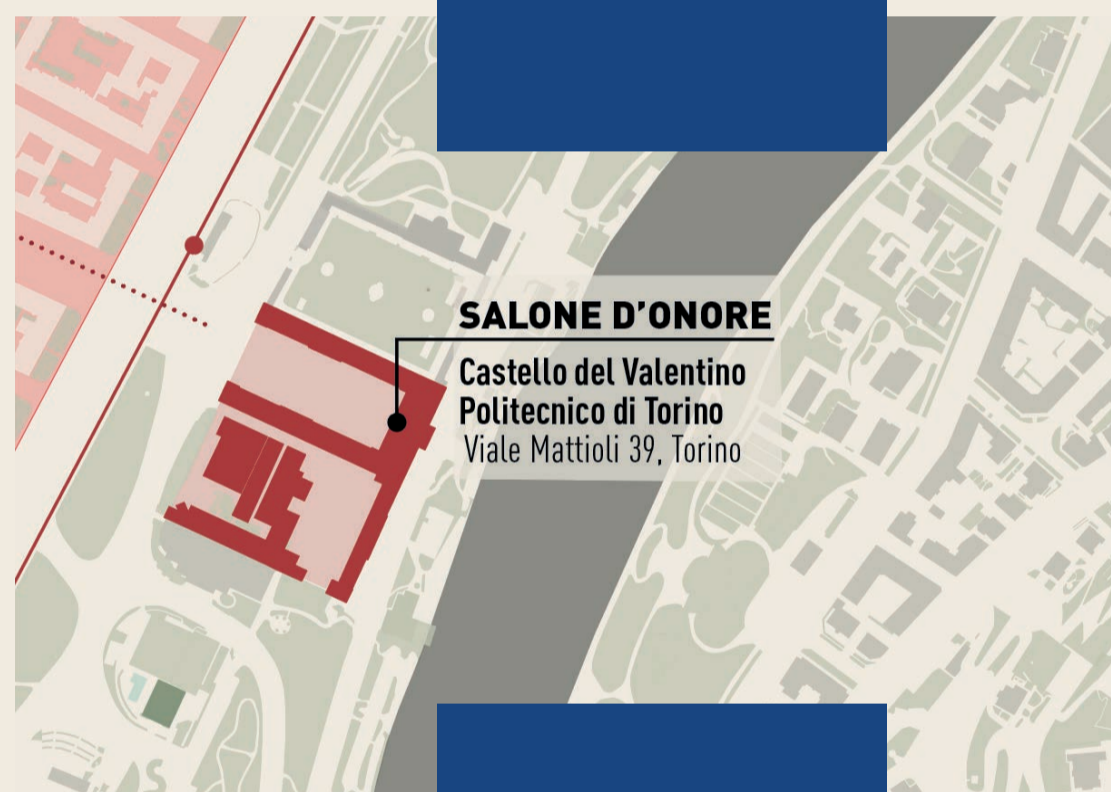 SALONE D’ONORE
Castello del Valentino
Politecnico di Torino
Viale Mattioli 39, Torino